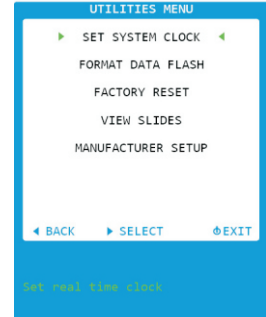 UTILITIES MENU
SET SYSTEM CLOCK
FORMAT DATA FLASH
FACTORY RESET
VIEW SLIDES
MANUFACTURER SETUP
BACK SELECT EXIT
Set real time clock